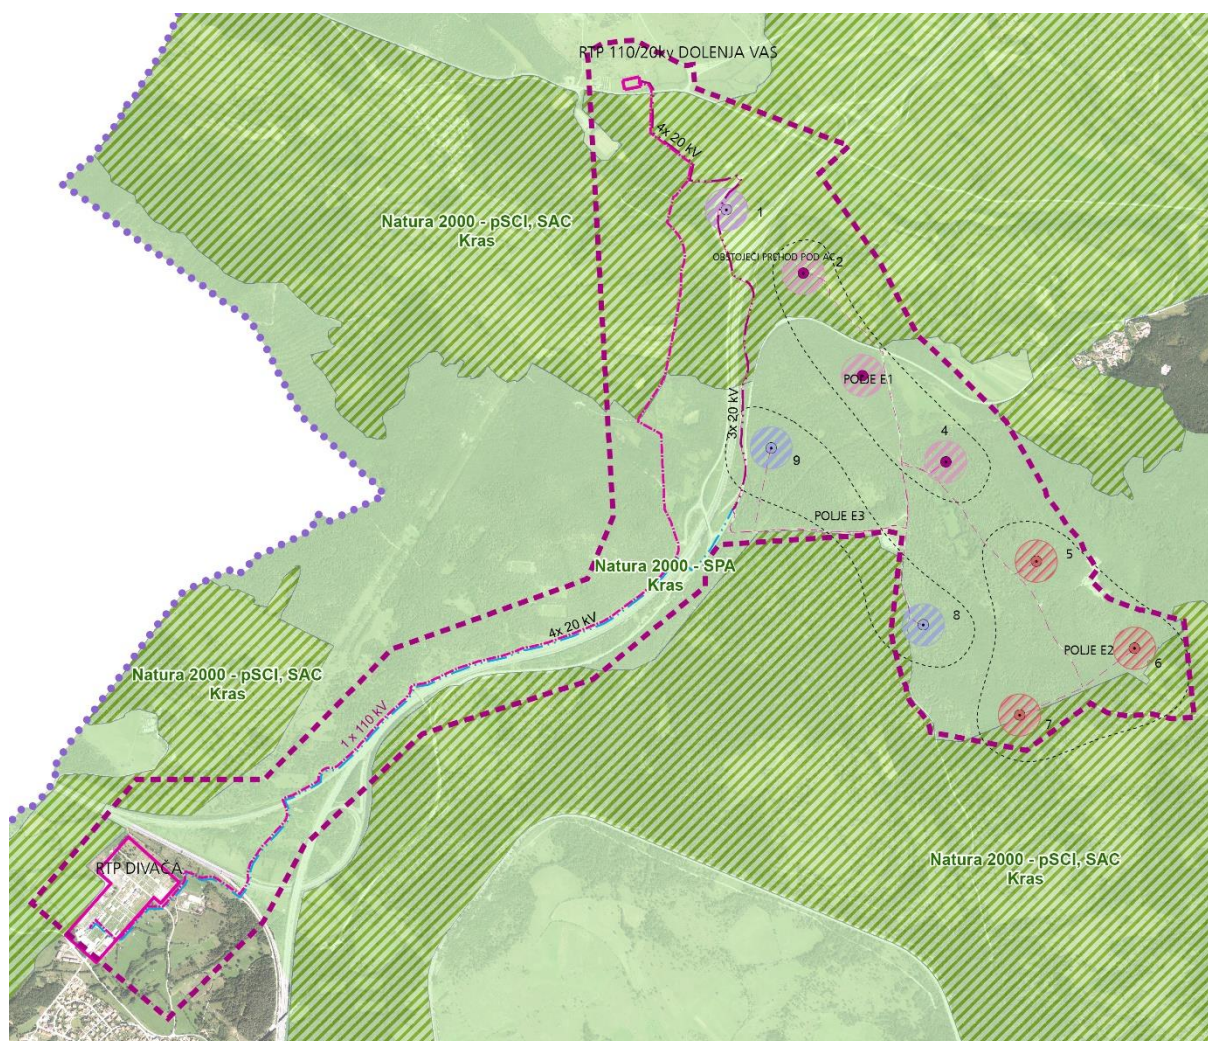 RTP 110/20kv DOLENJA VAS
4x 20 kV
1
Natura 2000 - pSCI, SAC
Kras
OBSTOJEČI PREHOD POD AC
2
POLJE E1
3x 20 kV
4
9
POLJE E3
5
Natura 2000 - SPA
Kras
4x 20 kV
8
POLJE E2
6
Natura 2000 - pSCI, SAC
Kras
7
1 x 110 kV
RTP DIVAČA
Natura 2000 - pSCI, SAC
Kras